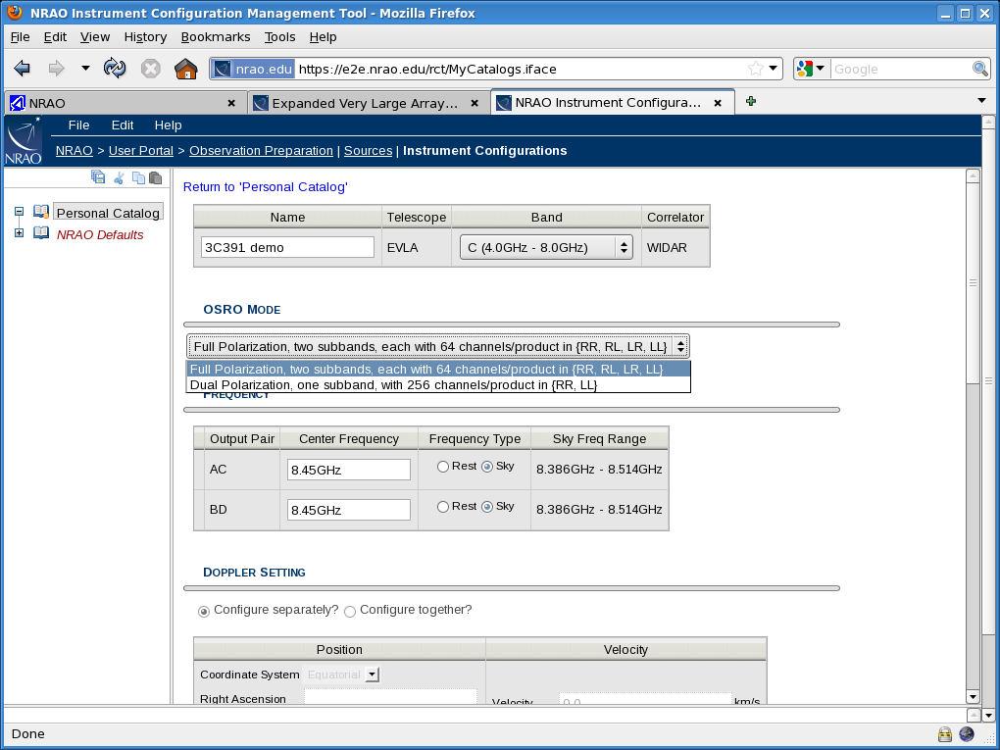 NRAO Instrument Configuration Management Tool - Mozilla Firefox
File Edit View History Bookmarks Tools Help
nrao.edu https://e2e.nrao.edu/rct/MyCatalogs.iface Google
NRAO Expanded Very Large Array... NRAO Instrument Configura...
File Edit Help
NRAO
NRAO > User Portal > Observation Preparation | Sources | Instrument Configurations
Return to 'Personal Catalog'
Personal Catalog
NRAO Defaults
Name Telescope Band Correlator
3C391 demo EVLA C (4.0GHz - 8.0GHz) WIDAR
OSRO MODE
Full Polarization, two subbands, each with 64 channels/product in {RR, RL, LR, LL}
Full Polarization, two subbands, each with 64 channels/product in {RR, RL, LR, LL}
Dual Polarization, one subband, with 256 channels/product in {RR, LL}
FREQUENCY
Output Pair Center Frequency Frequency Type Sky Freq Range
AC 8.45GHz Rest Sky 8.386GHz - 8.514GHz
BD 8.45GHz Rest Sky 8.386GHz - 8.514GHz
DOPPLER SETTING
Configure separately? Configure together?
Position Velocity
Coordinate System Equatorial
Right Ascension
Velocity 0.0 km/s
Done